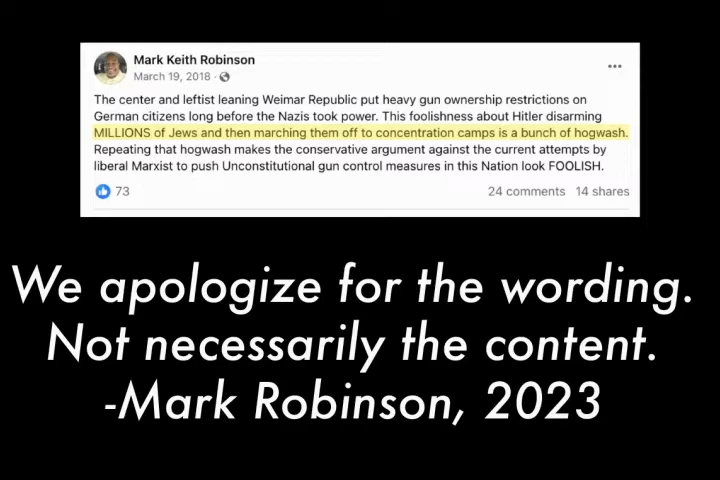 Mark Keith Robinson
March 19, 2018 ·
The center and leftist leaning Weimar Republic put heavy gun ownership restrictions on
German citizens long before the Nazis took power. This foolishness about Hitler disarming
MILLIONS of Jews and then marching them off to concentration camps is a bunch of hogwash.
Repeating that hogwash makes the conservative argument against the current attempts by
liberal Marxist to push Unconstitutional gun control measures in this Nation look FOOLISH.
73
24 comments 14 shares
We apologize for the wording.
Not necessarily the content.
-Mark Robinson, 2023